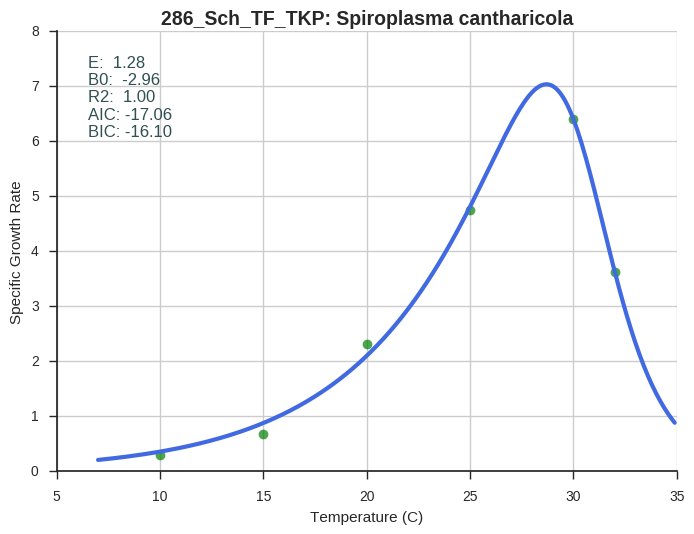 286_Sch_TF_TKP: Spiroplasma cantharicola
E:  1.28
B0:  -2.96
R2:  1.00
AIC: -17.06
BIC: -16.10
Specific Growth Rate
8
7
6
5
4
3
2
1
0
5 10 15 20 25 30 35
Temperature (C)